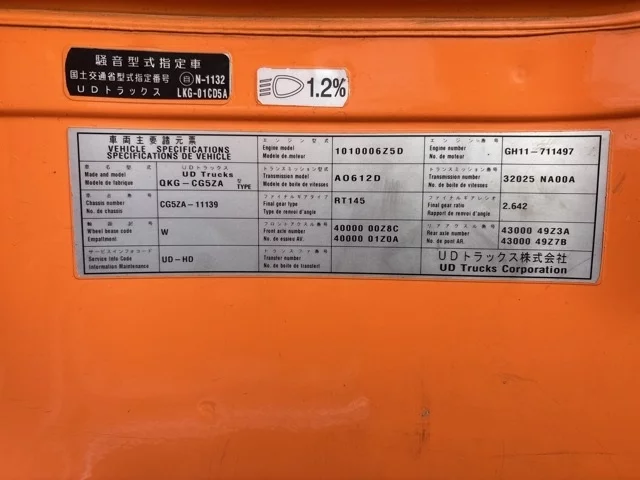 騒音型式指定車
国土交通省型式指定番号 自 N-1132
UDトラックス LKG-01CD5A
1.2%
車両主要諸元票
VEHICLE SPECIFICATIONS
SPECIFICATIONS DE VEHICLE
エンジン型式
Engine model
Modele de moteur
1010006Z5D
エンジン番号
Engine number
No. de moteur
GH11-711497
車名 型式
Made and model
Modele de fabrique
UDトラックス
UD Trucks
QKG-CG5ZA 型 TYPE
トランスミッション型式
Transmission model
Modele de boite de vitesses
AO612D
トランスミッション番号
Transmission number
No. de boite de vitesses
32025 NA00A
車台番号
Chassis number
No. de chassis
CG5ZA-11139
ファイナルギアタイプ
Final gear type
Type de renvoi d'angle
RT145
ファイナルギアレシオ
Final gear ratio
Rapport de renvoi d'angle
2.642
Wheel base code
Empattement
W
フロントアクスル番号
Front axle number
No. de essieu AV.
40000 00Z8C
40000 01Z0A
リアアクスル番号
Rear axle number
No. de pont AR.
43000 49Z3A
43000 49Z7B
サービスインフォコード
Service Info Code
Information Maintenance
UD-HD
トランスファ番号
Transfer number
No. de boite de transfert
UDトラックス株式会社
UD Trucks Corporation